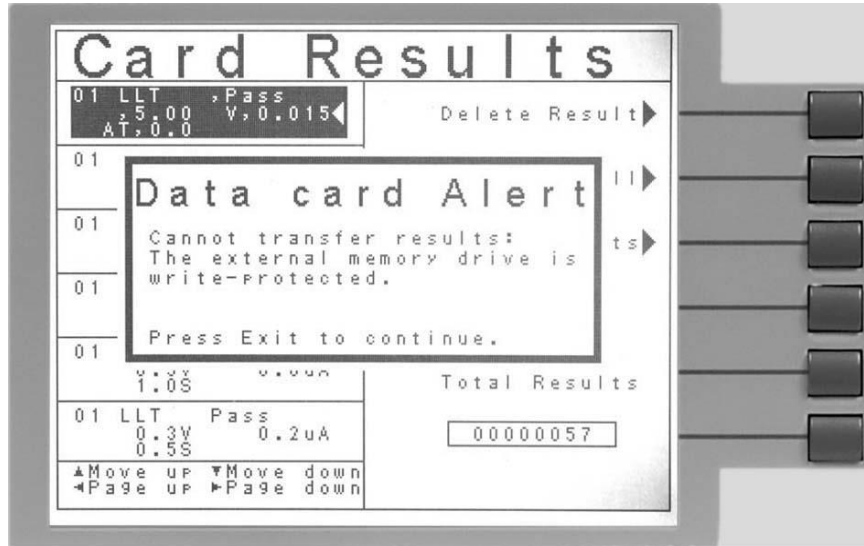 Card Results
01 LLT ,Pass
,5.00 V,0.015
AT,0.0
Delete Result
01
ll
01
ts
01
01
Data card Alert
Cannot transfer results:
The external memory drive is
write-protected.
Press Exit to continue.
1.0S
Total Results
01 LLT Pass
0.3V 0.2uA
0.5S
00000057
▲Move up ▼Move down
◄Page up ►Page down